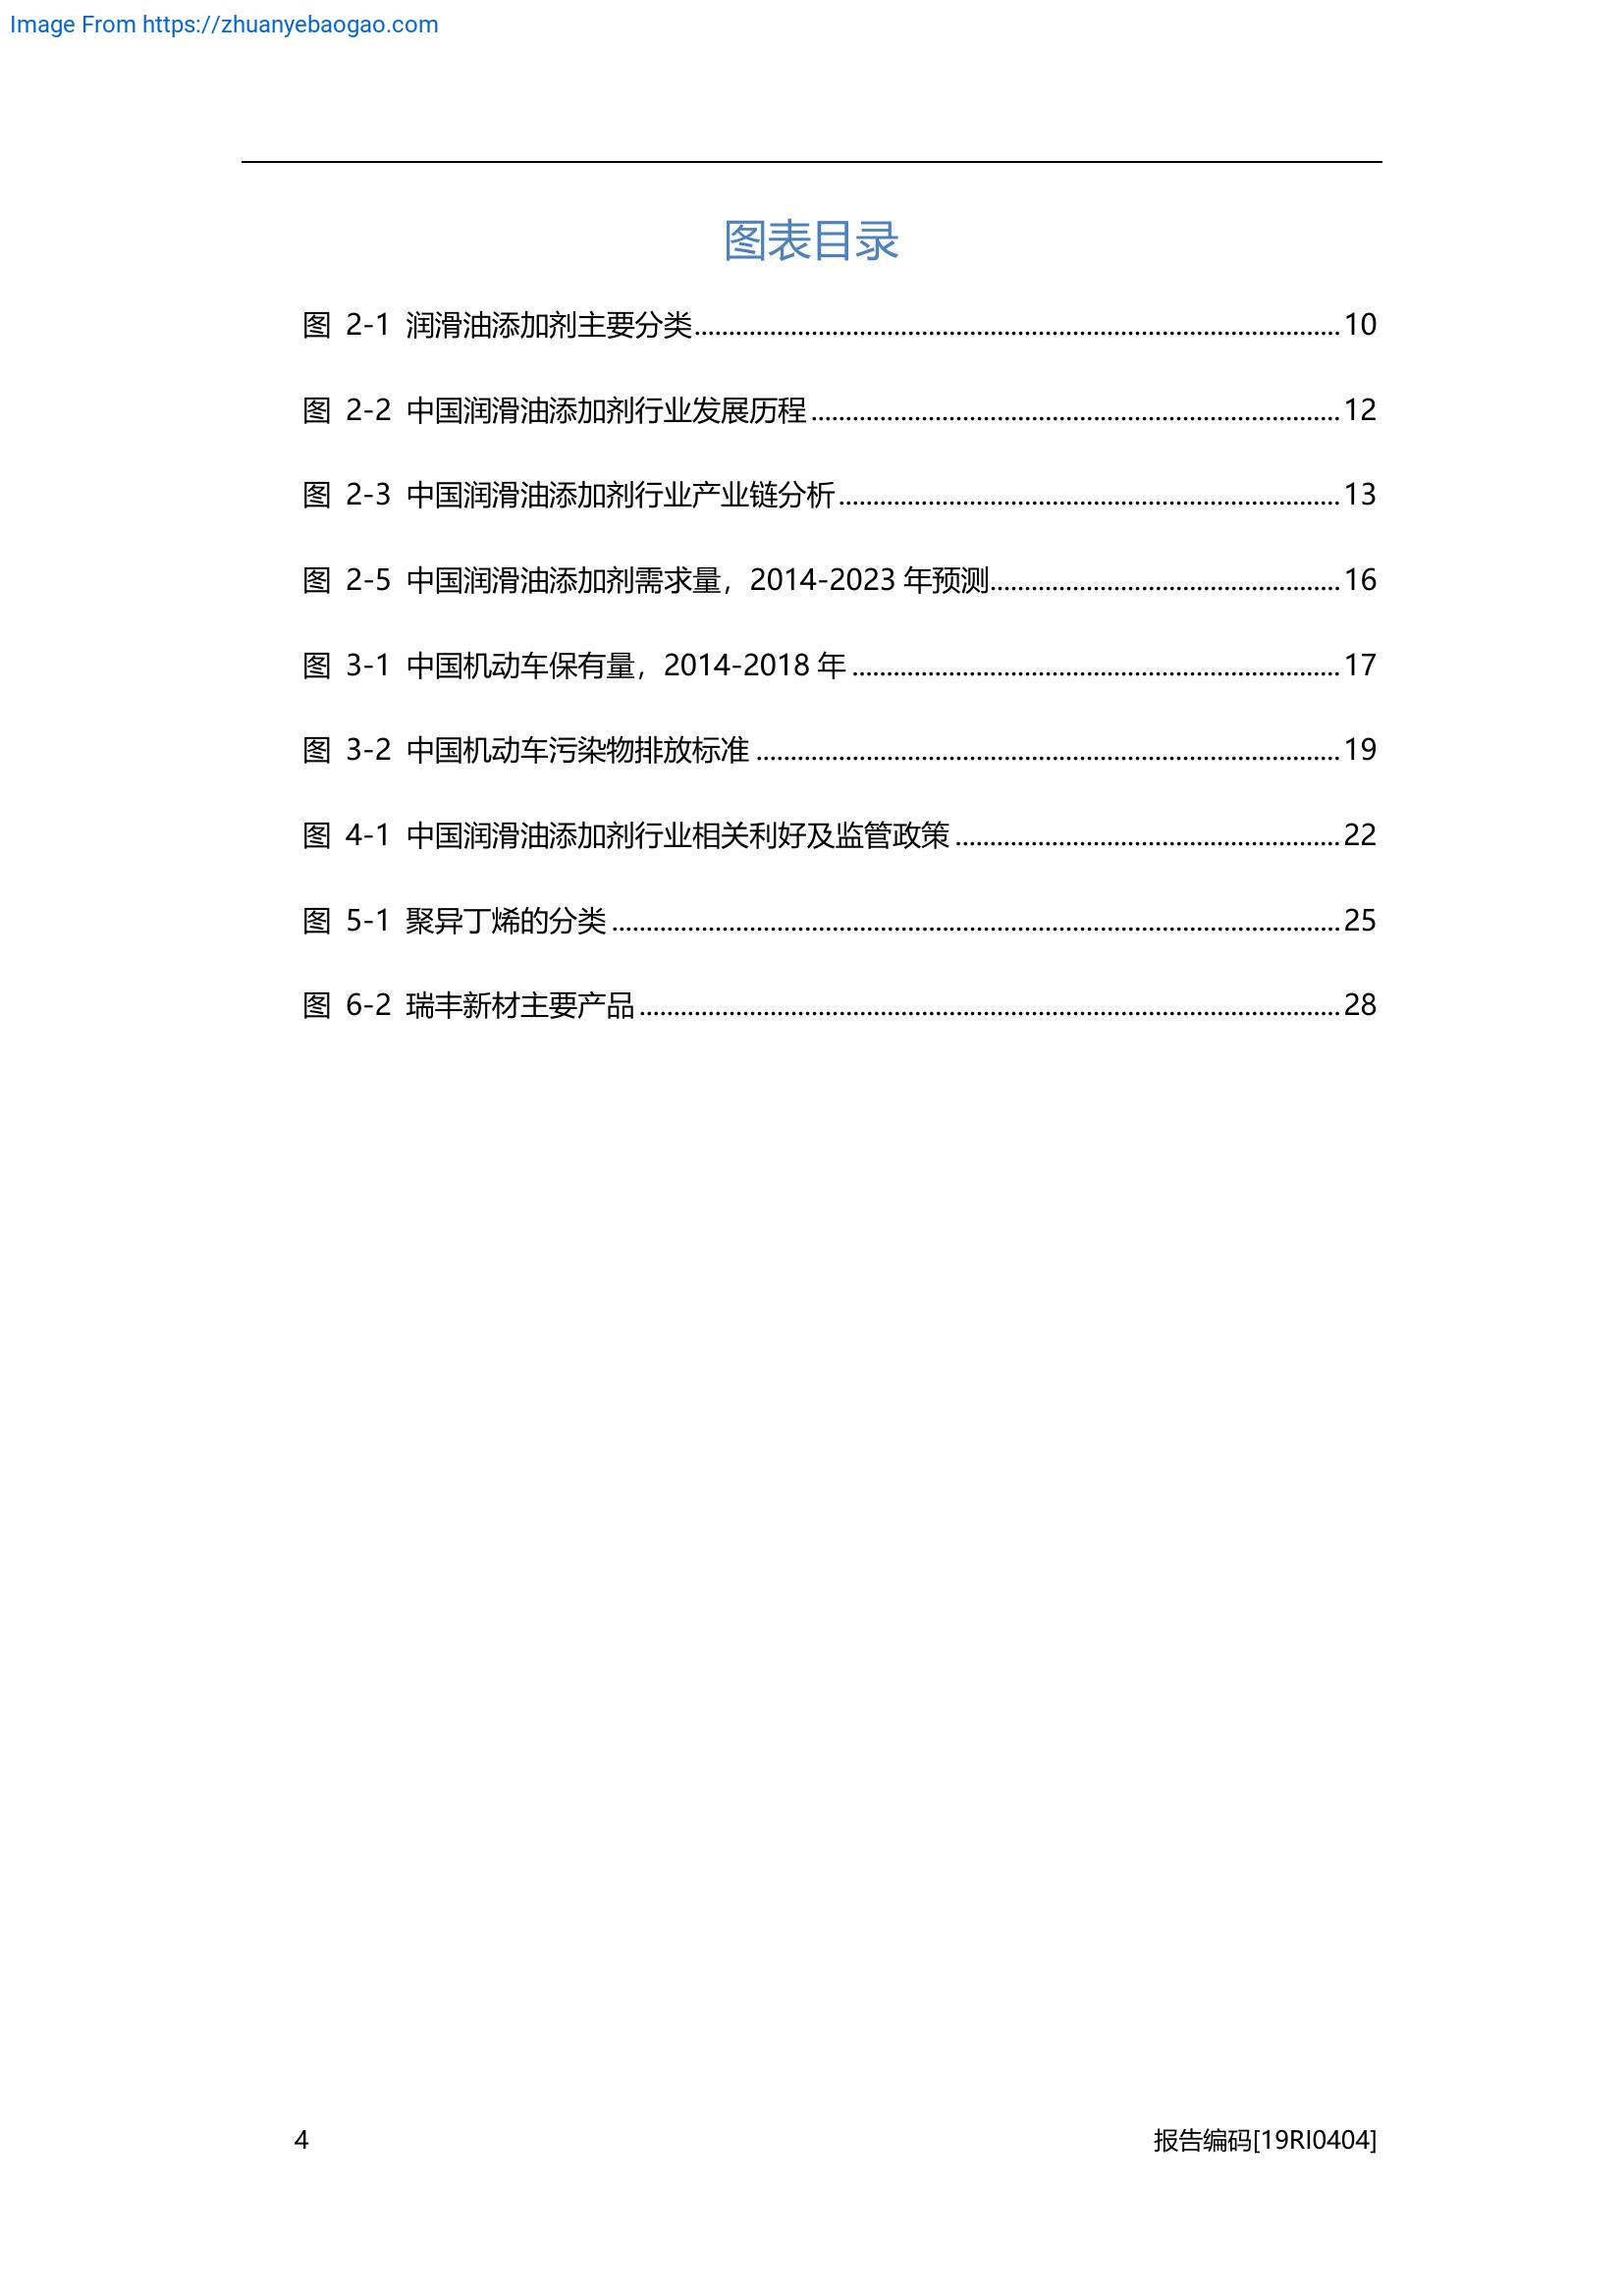 Image From https://zhuanyebaogao.com
图表目录
图 2-1 润滑油添加剂主要分类 10
图 2-2 中国润滑油添加剂行业发展历程 12
图 2-3 中国润滑油添加剂行业产业链分析 13
图 2-5 中国润滑油添加剂需求量，2014-2023 年预测 16
图 3-1 中国机动车保有量，2014-2018 年 17
图 3-2 中国机动车污染物排放标准 19
图 4-1 中国润滑油添加剂行业相关利好及监管政策 22
图 5-1 聚异丁烯的分类 25
图 6-2 瑞丰新材主要产品 28
4 报告编码[19RI0404]